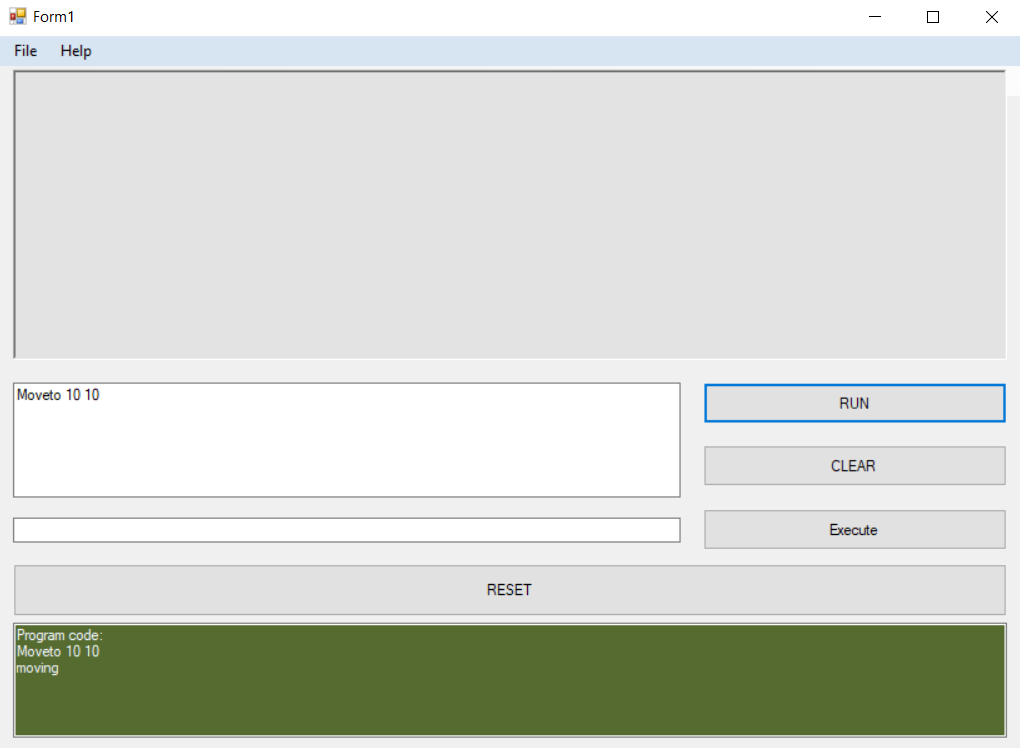 Form1
File Help
Moveto 10 10
RUN
CLEAR
Execute
RESET
Program code:
Moveto 10 10
moving